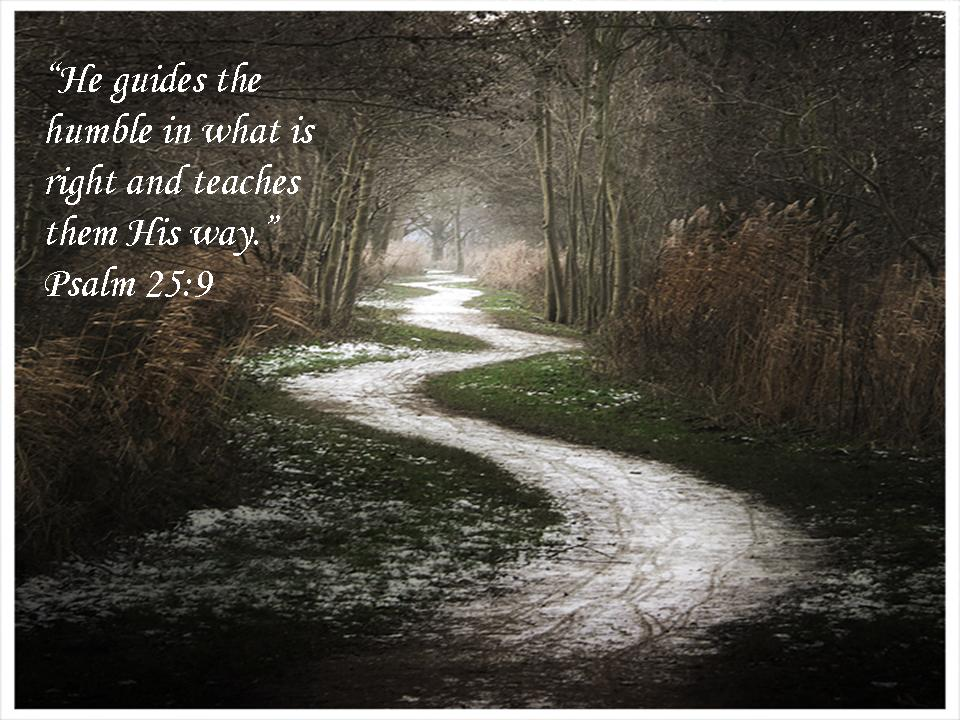 “He guides the
humble in what is
right and teaches
them His way.”
Psalm 25:9